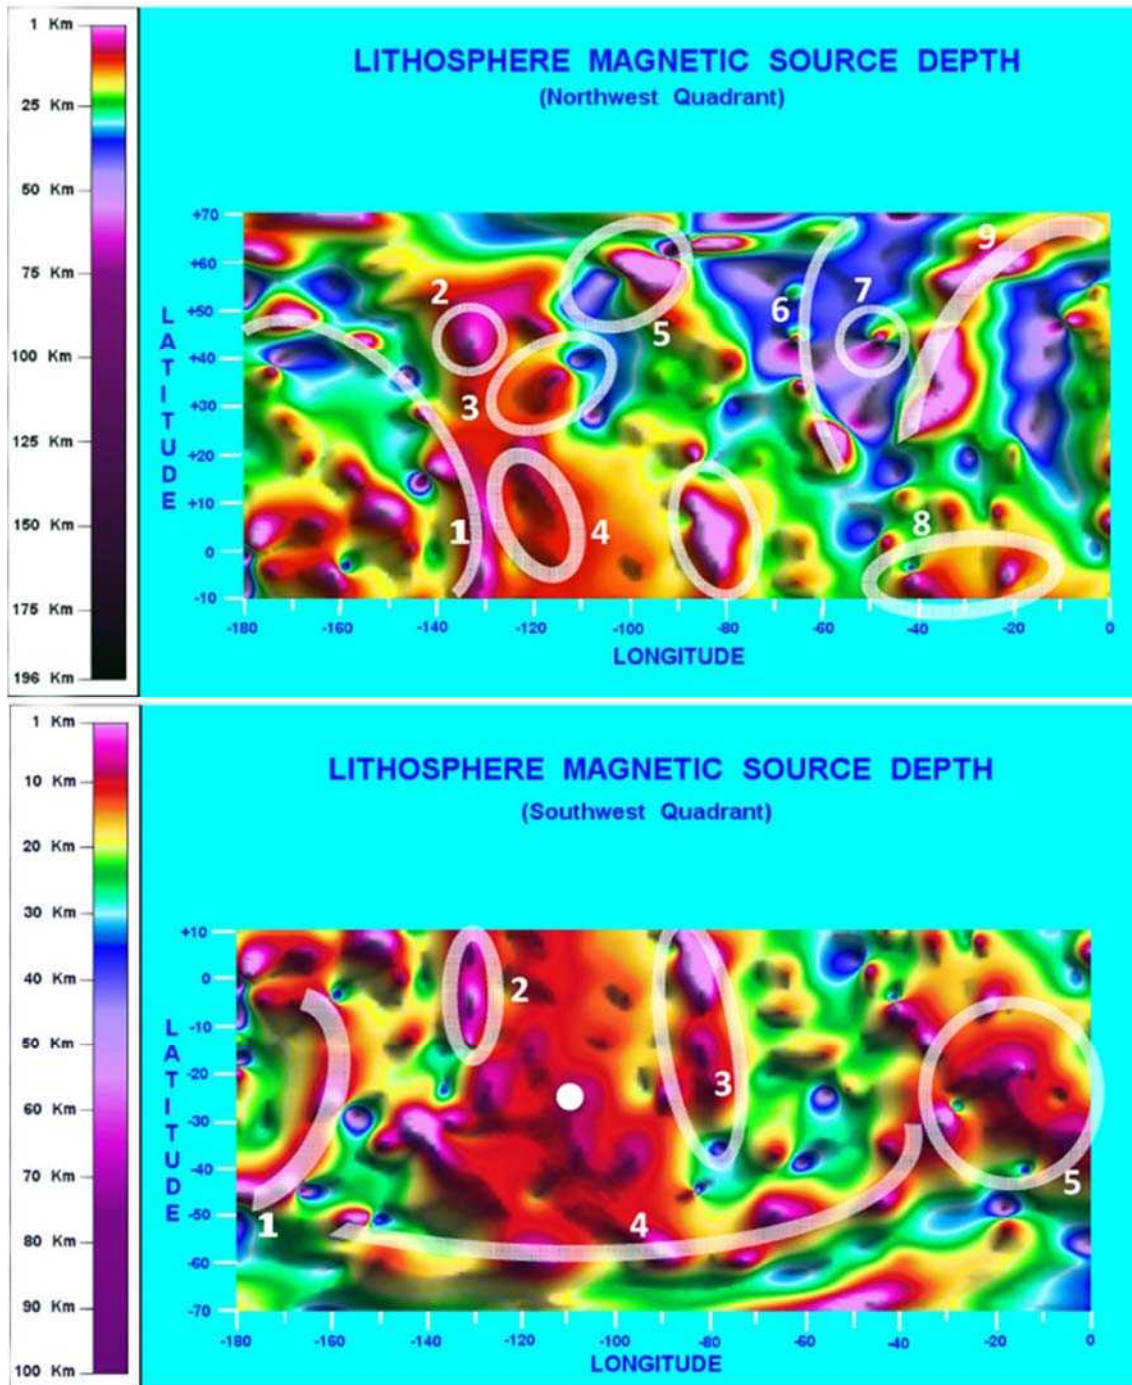 1 Km
25 Km
50 Km
75 Km
100 Km
125 Km
150 Km
175 Km
196 Km
LITHOSPHERE MAGNETIC SOURCE DEPTH
(Northwest Quadrant)
LATITUDE
+70
+60
+50
+40
+30
+20
+10
0
-10
1
2
3
4
5
6
7
8
9
-180
-160
-140
-120
-100
-80
-60
-40
-20
0
LONGITUDE
1 Km
10 Km
20 Km
30 Km
40 Km
50 Km
60 Km
70 Km
80 Km
90 Km
100 Km
LITHOSPHERE MAGNETIC SOURCE DEPTH
(Southwest Quadrant)
LATITUDE
+10
0
-10
-20
-30
-40
-50
-60
-70
1
2
3
4
5
-180
-160
-140
-120
-100
-80
-60
-40
-20
0
LONGITUDE